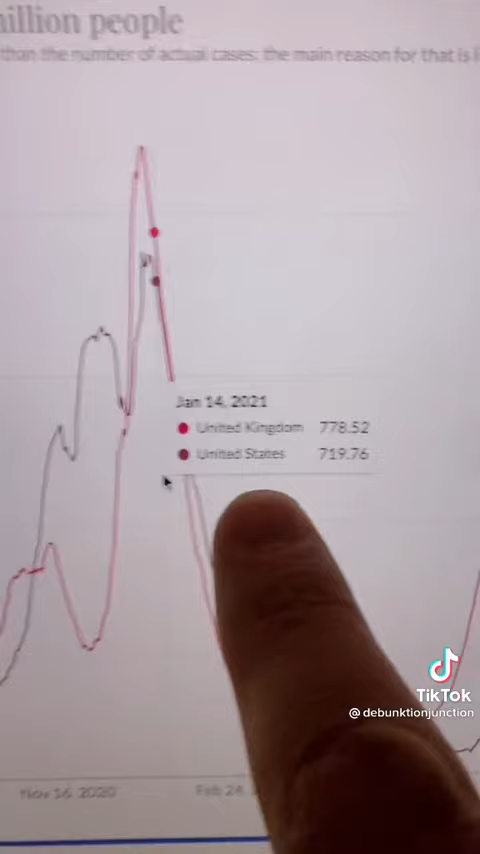 million people
than the number of actual cases; the main reason for that is
Jan 14, 2021
United Kingdom 778.52
United States 719.76
TikTok
@debunktionjunction
Nov 16, 2020
Feb 24,